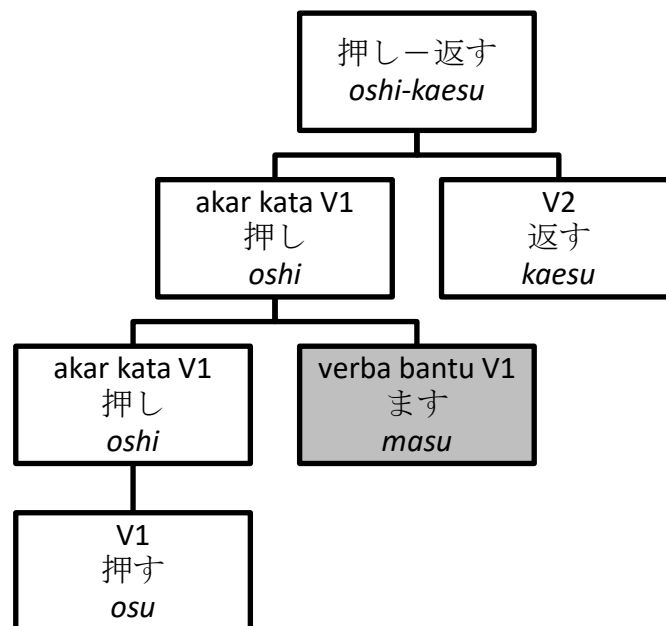 押し－返す
oshi-kaesu
akar kata V1
押し
oshi
V2
返す
kaesu
akar kata V1
押し
oshi
verba bantu V1
ます
masu
V1
押す
osu